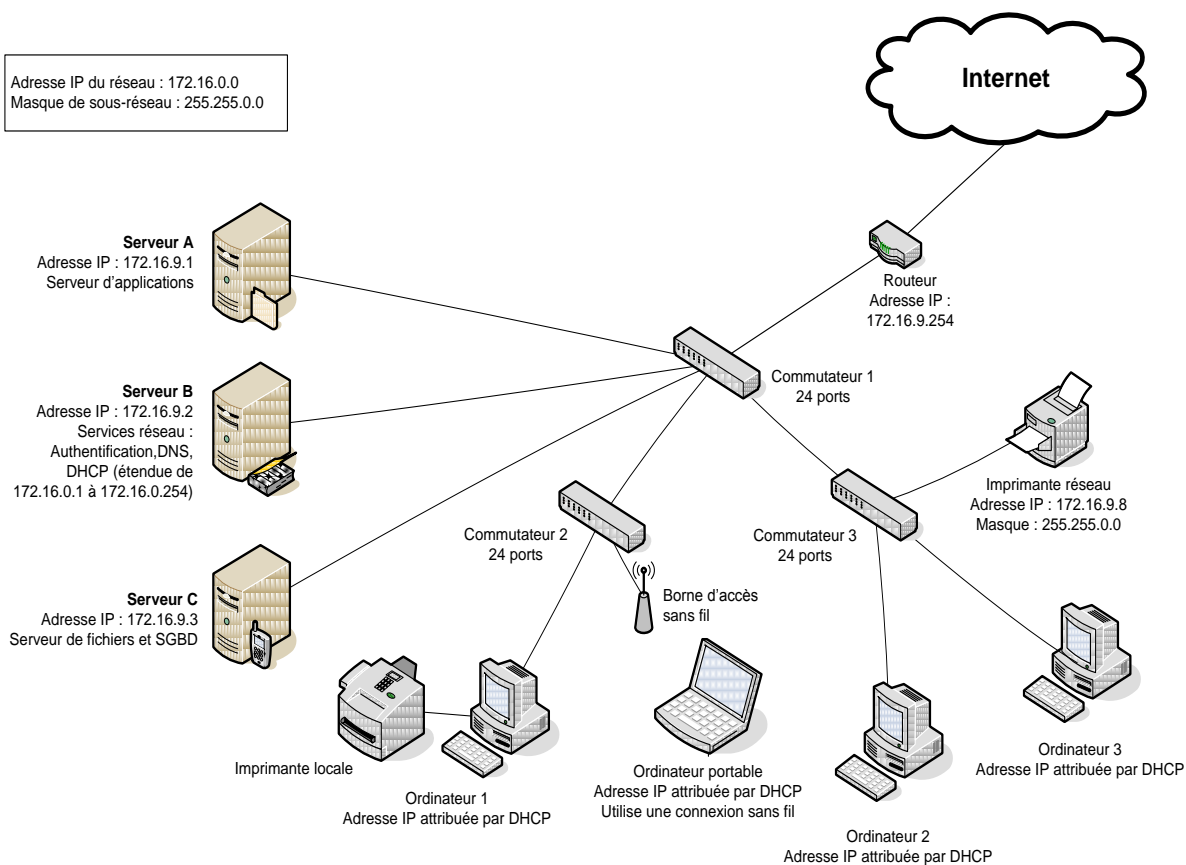 Adresse IP du réseau : 172.16.0.0
Masque de sous-réseau : 255.255.0.0
Internet
Serveur A
Adresse IP : 172.16.9.1
Serveur d'applications
Routeur
Adresse IP :
172.16.9.254
Serveur B
Adresse IP : 172.16.9.2
Services réseau :
Authentification,DNS,
DHCP (étendue de
172.16.0.1 à 172.16.0.254)
Commutateur 1
24 ports
Imprimante réseau
Adresse IP : 172.16.9.8
Masque : 255.255.0.0
Commutateur 2
24 ports
Commutateur 3
24 ports
Serveur C
Adresse IP : 172.16.9.3
Serveur de fichiers et SGBD
Borne d'accès
sans fil
Imprimante locale
Ordinateur 1
Adresse IP attribuée par DHCP
Ordinateur portable
Adresse IP attribuée par DHCP
Utilise une connexion sans fil
Ordinateur 3
Adresse IP attribuée par DHCP
Ordinateur 2
Adresse IP attribuée par DHCP